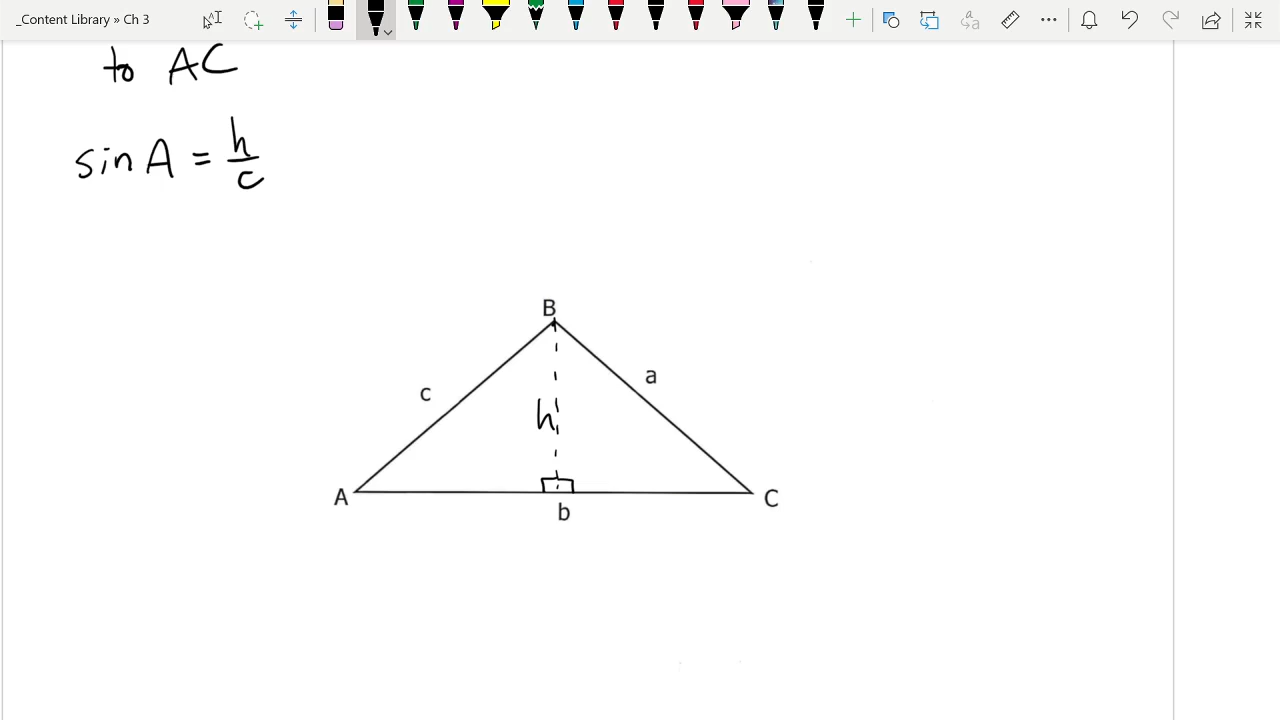 _Content Library » Ch 3
to AC
sin A = h/c
B
c
a
h
A
b
C